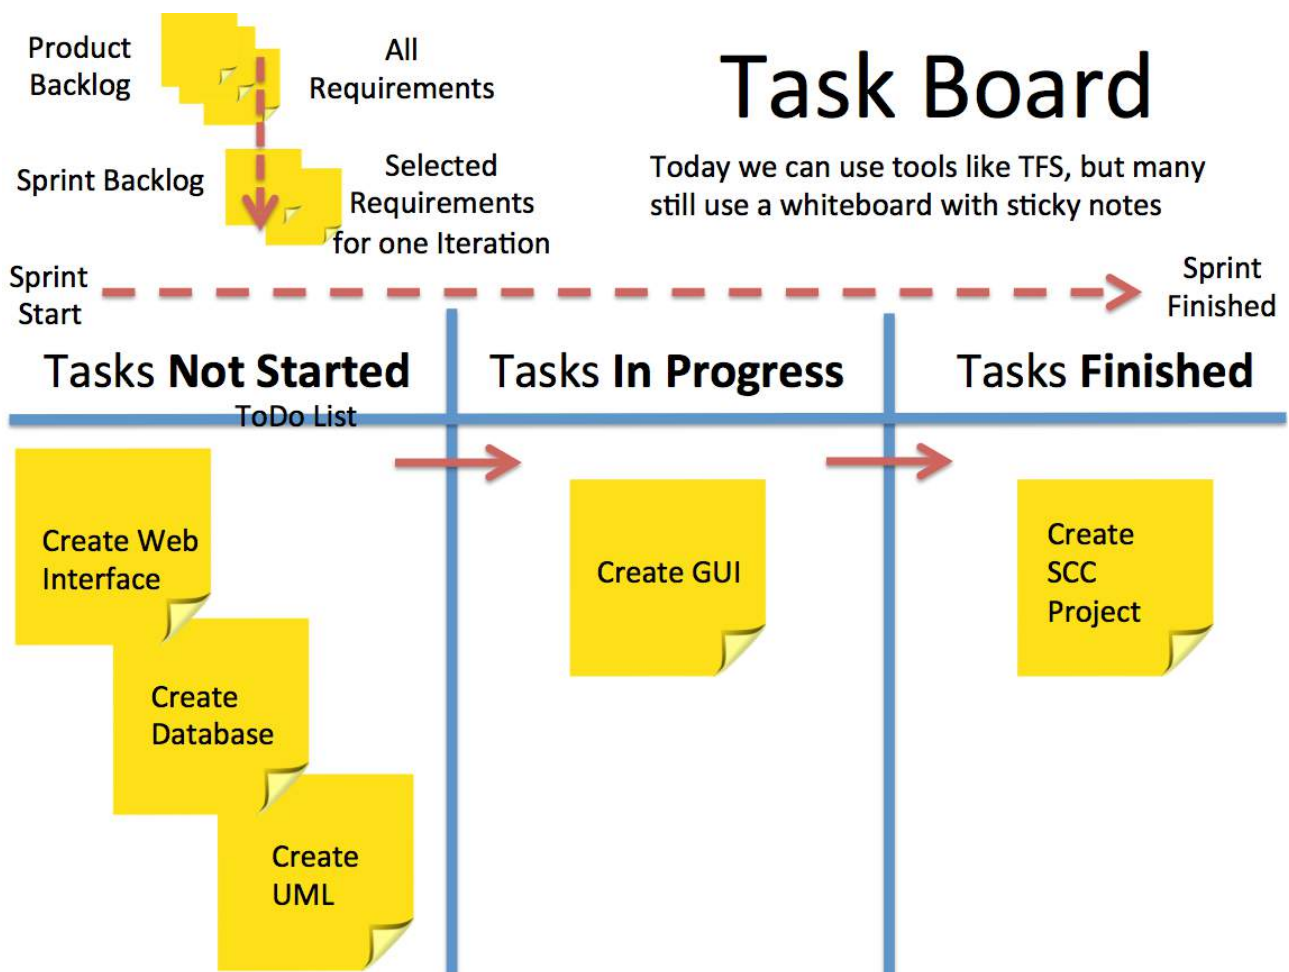 Product
Backlog
All
Requirements
Task Board
Sprint Backlog
Selected
Requirements
for one Iteration
Today we can use tools like TFS, but many
still use a whiteboard with sticky notes
Sprint
Start
Sprint
Finished
Tasks Not Started
ToDo List
Tasks In Progress
Tasks Finished
Create Web
Interface
Create
Database
Create
UML
Create GUI
Create
SCC
Project